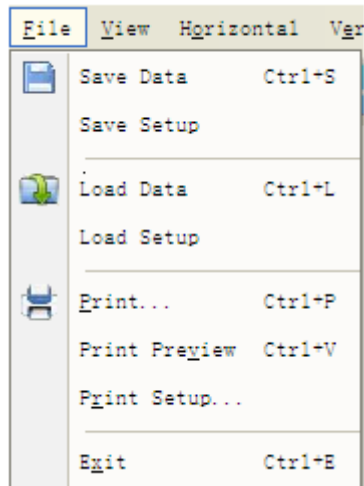 File View Horizontal Ver
Save Data Ctrl+S
Save Setup
Load Data Ctrl+L
Load Setup
Print... Ctrl+P
Print Preview Ctrl+V
Print Setup...
Exit Ctrl+E